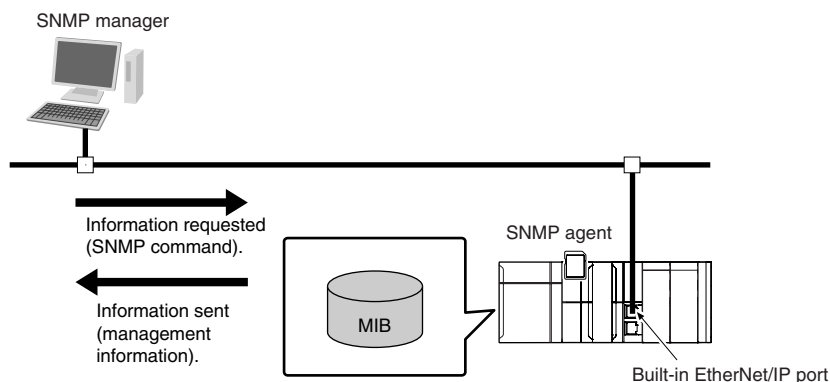 SNMP manager
Information requested
(SNMP command).
SNMP agent
Information sent
(management
information).
MIB
Built-in EtherNet/IP port